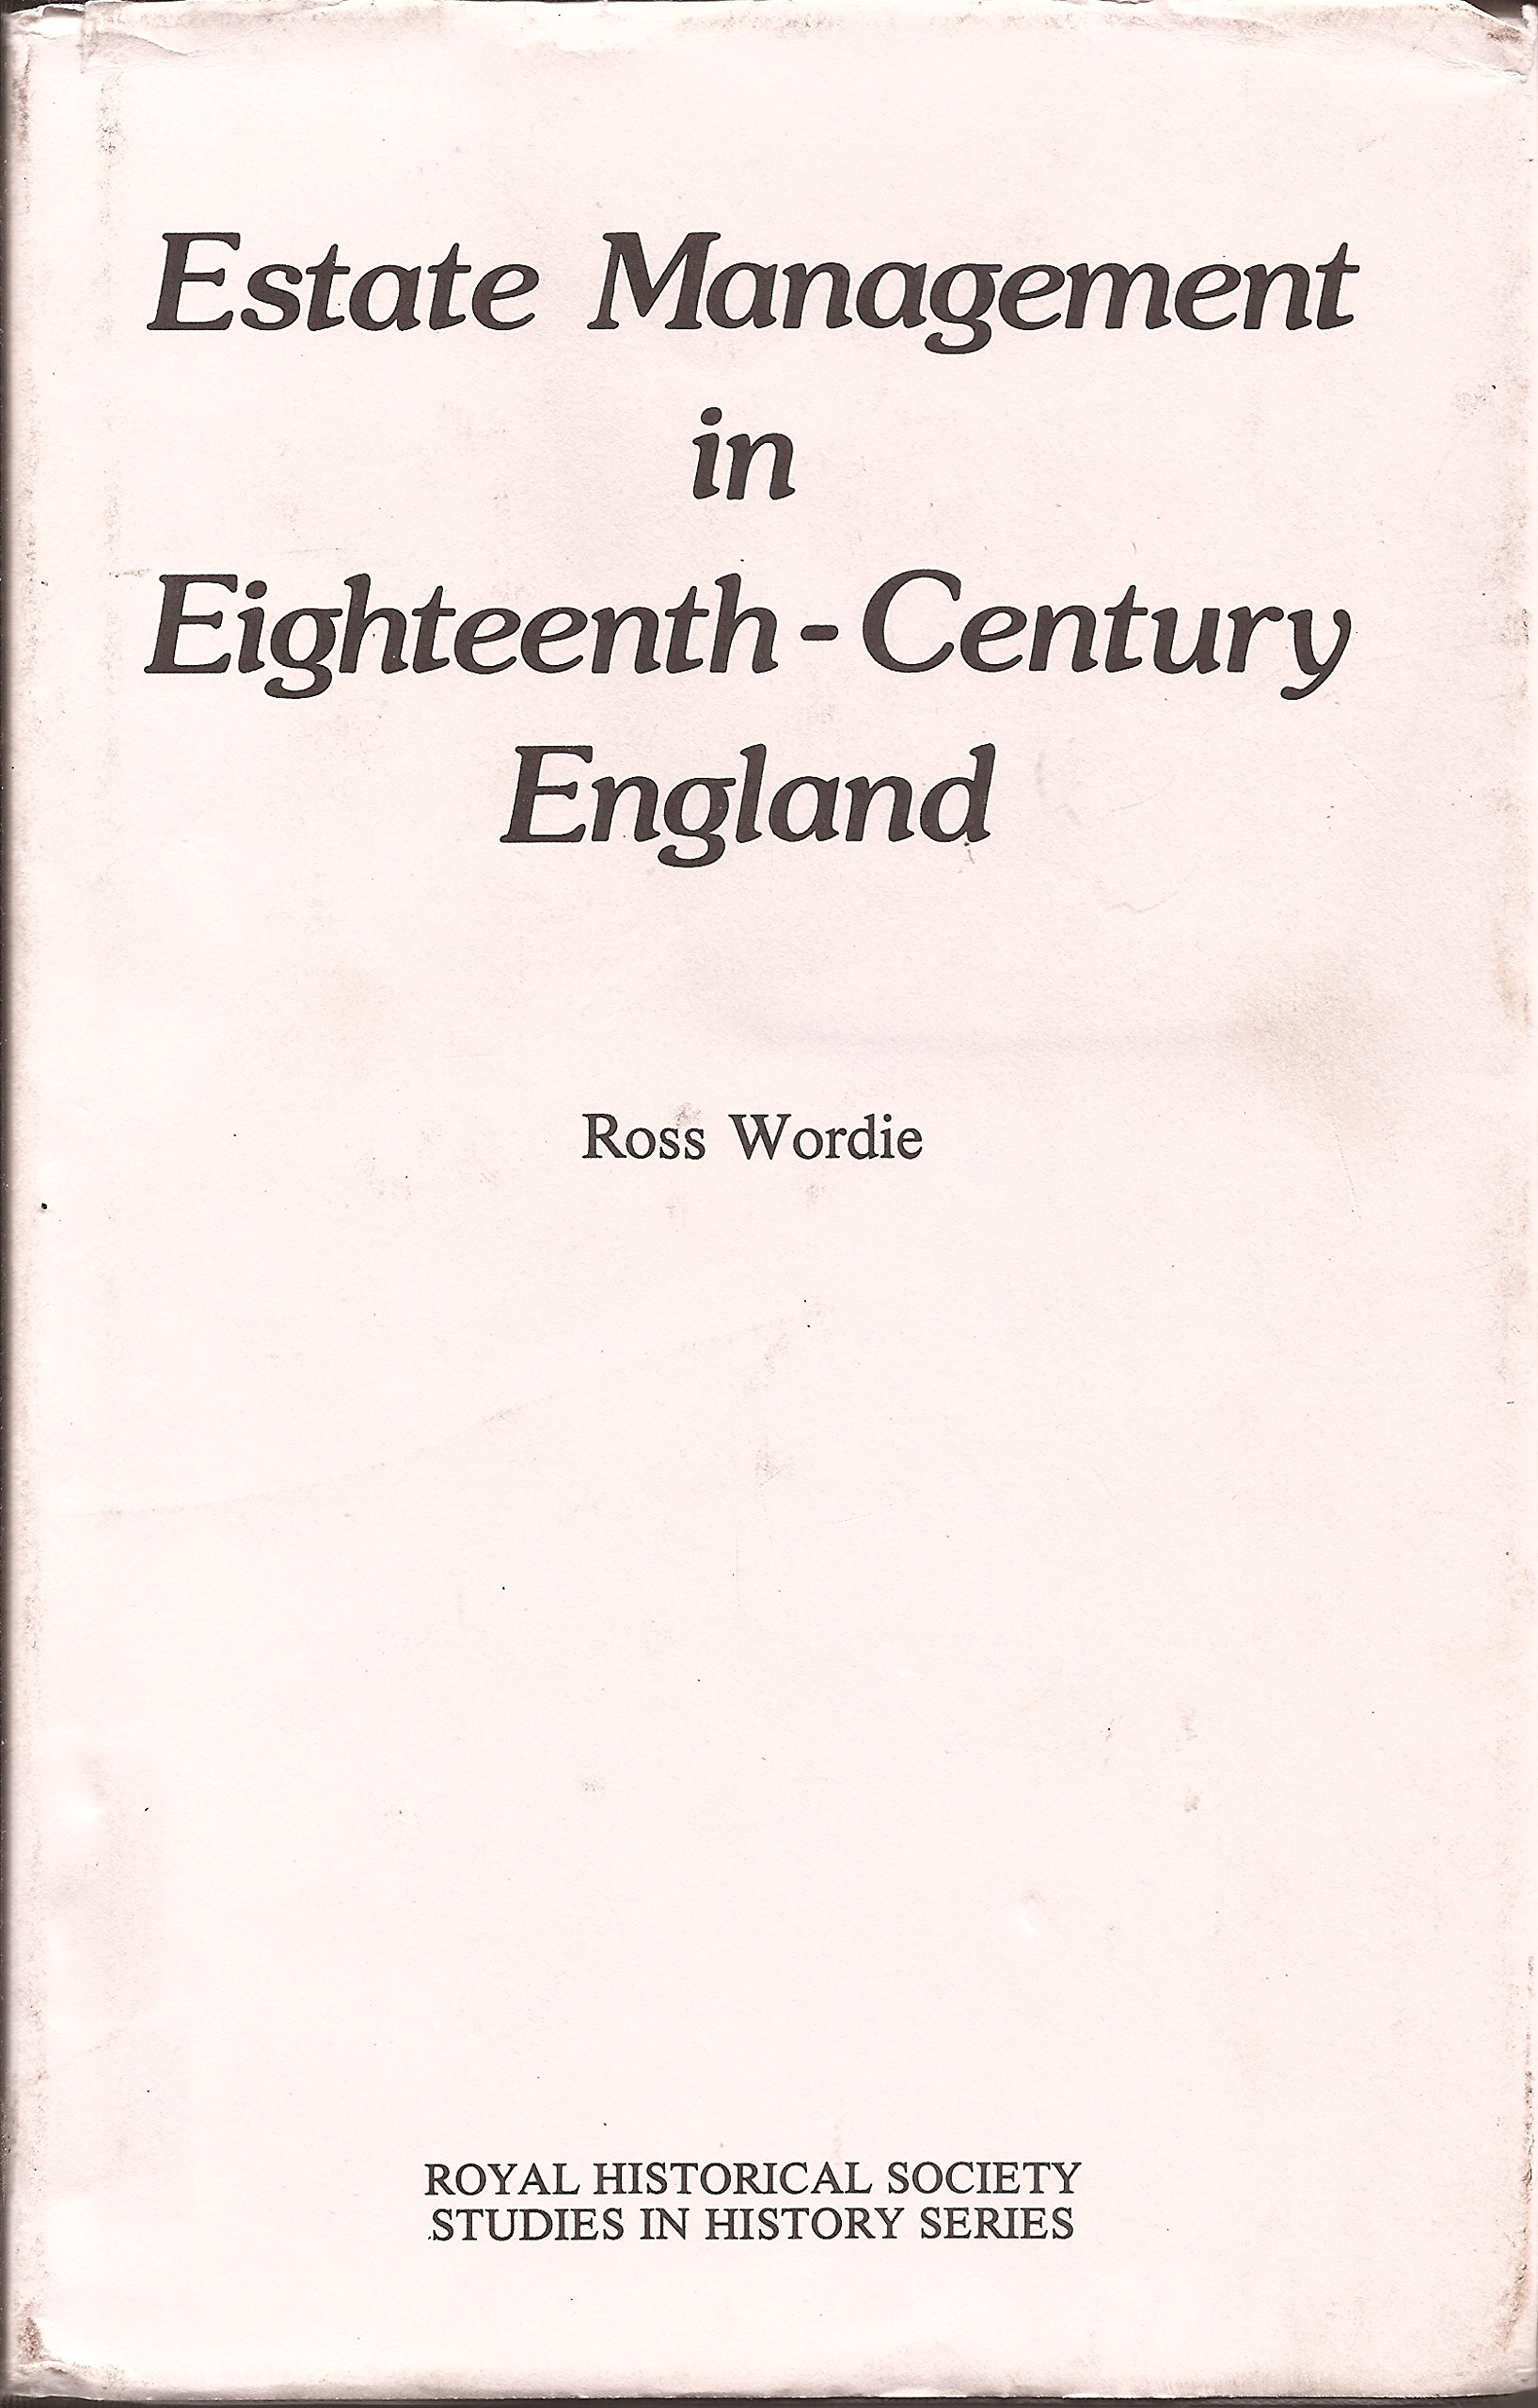 Estate Management
in
Eighteenth-Century
England
Ross Wordie
ROYAL HISTORICAL SOCIETY
STUDIES IN HISTORY SERIES